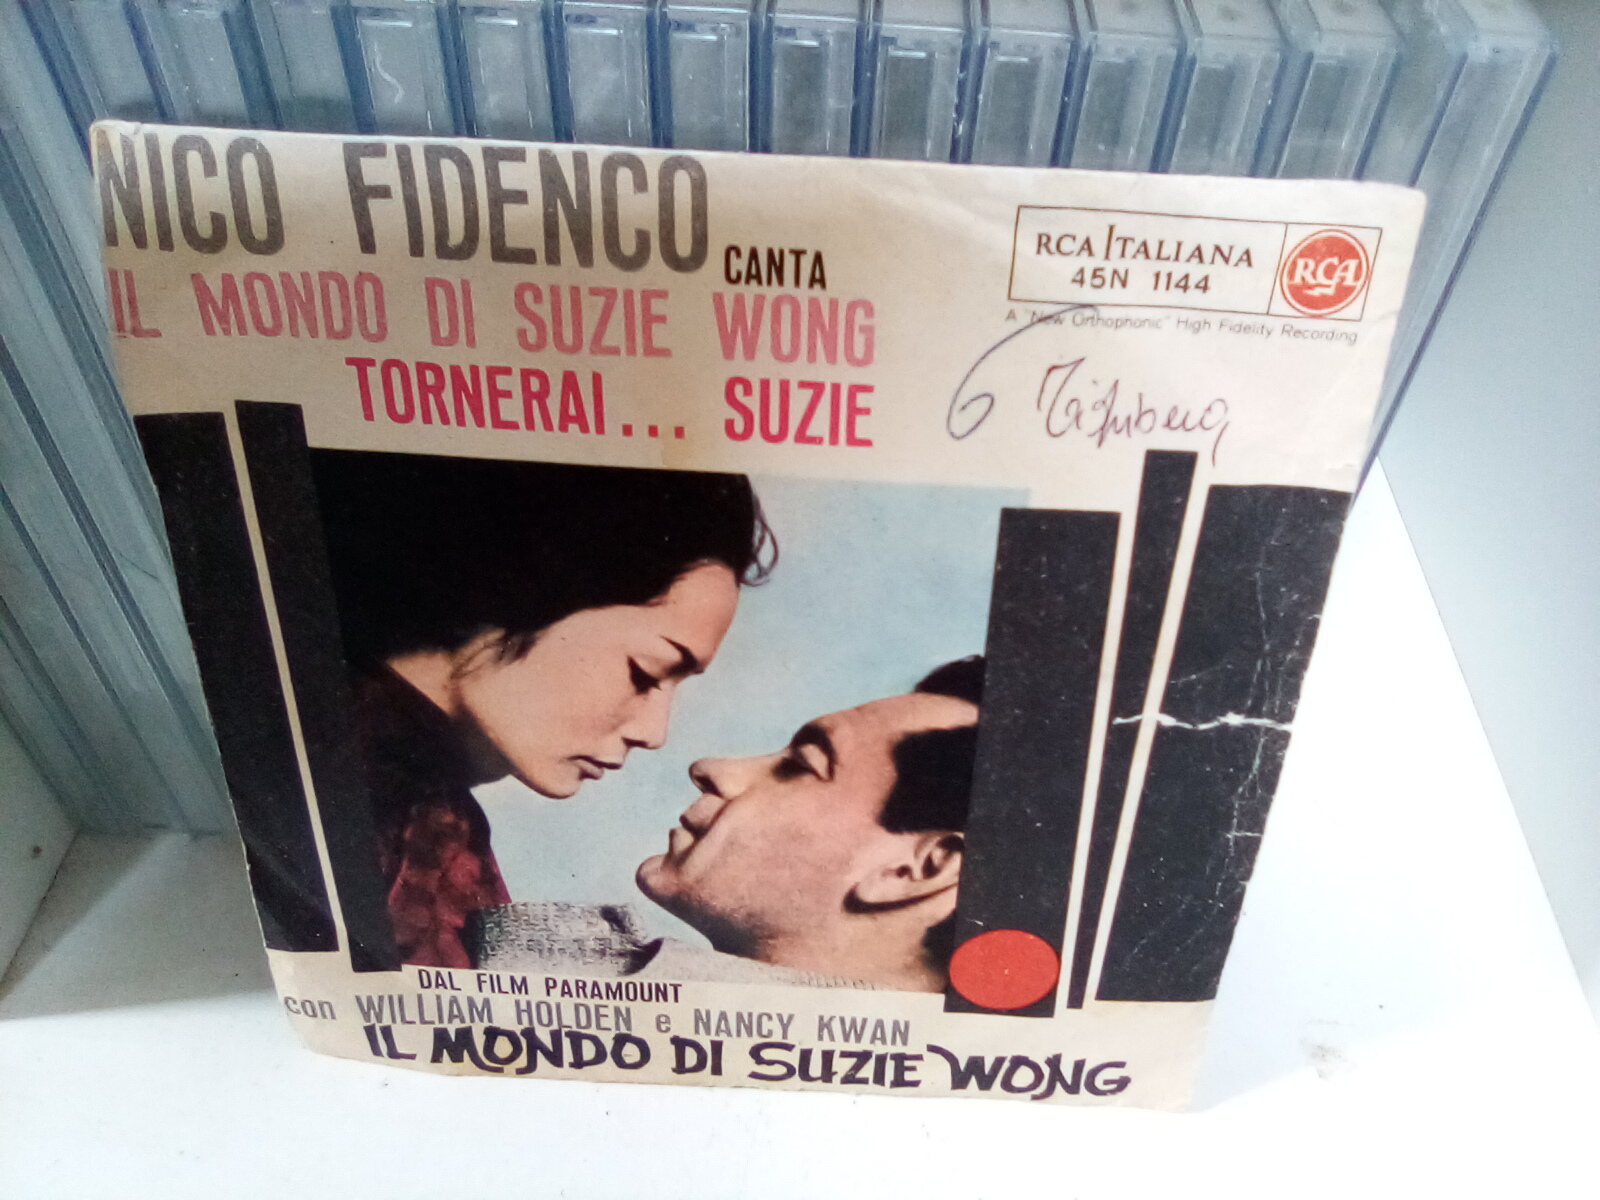 NICO FIDENCO
CANTA
IL MONDO DI SUZIE WONG
TORNERAI... SUZIE
RCA ITALIANA
45N 1144
RCA
A "New Orthophonic" High Fidelity Recording
6
DAL FILM PARAMOUNT
con WILLIAM HOLDEN e NANCY KWAN
IL MONDO DI SUZIE WONG